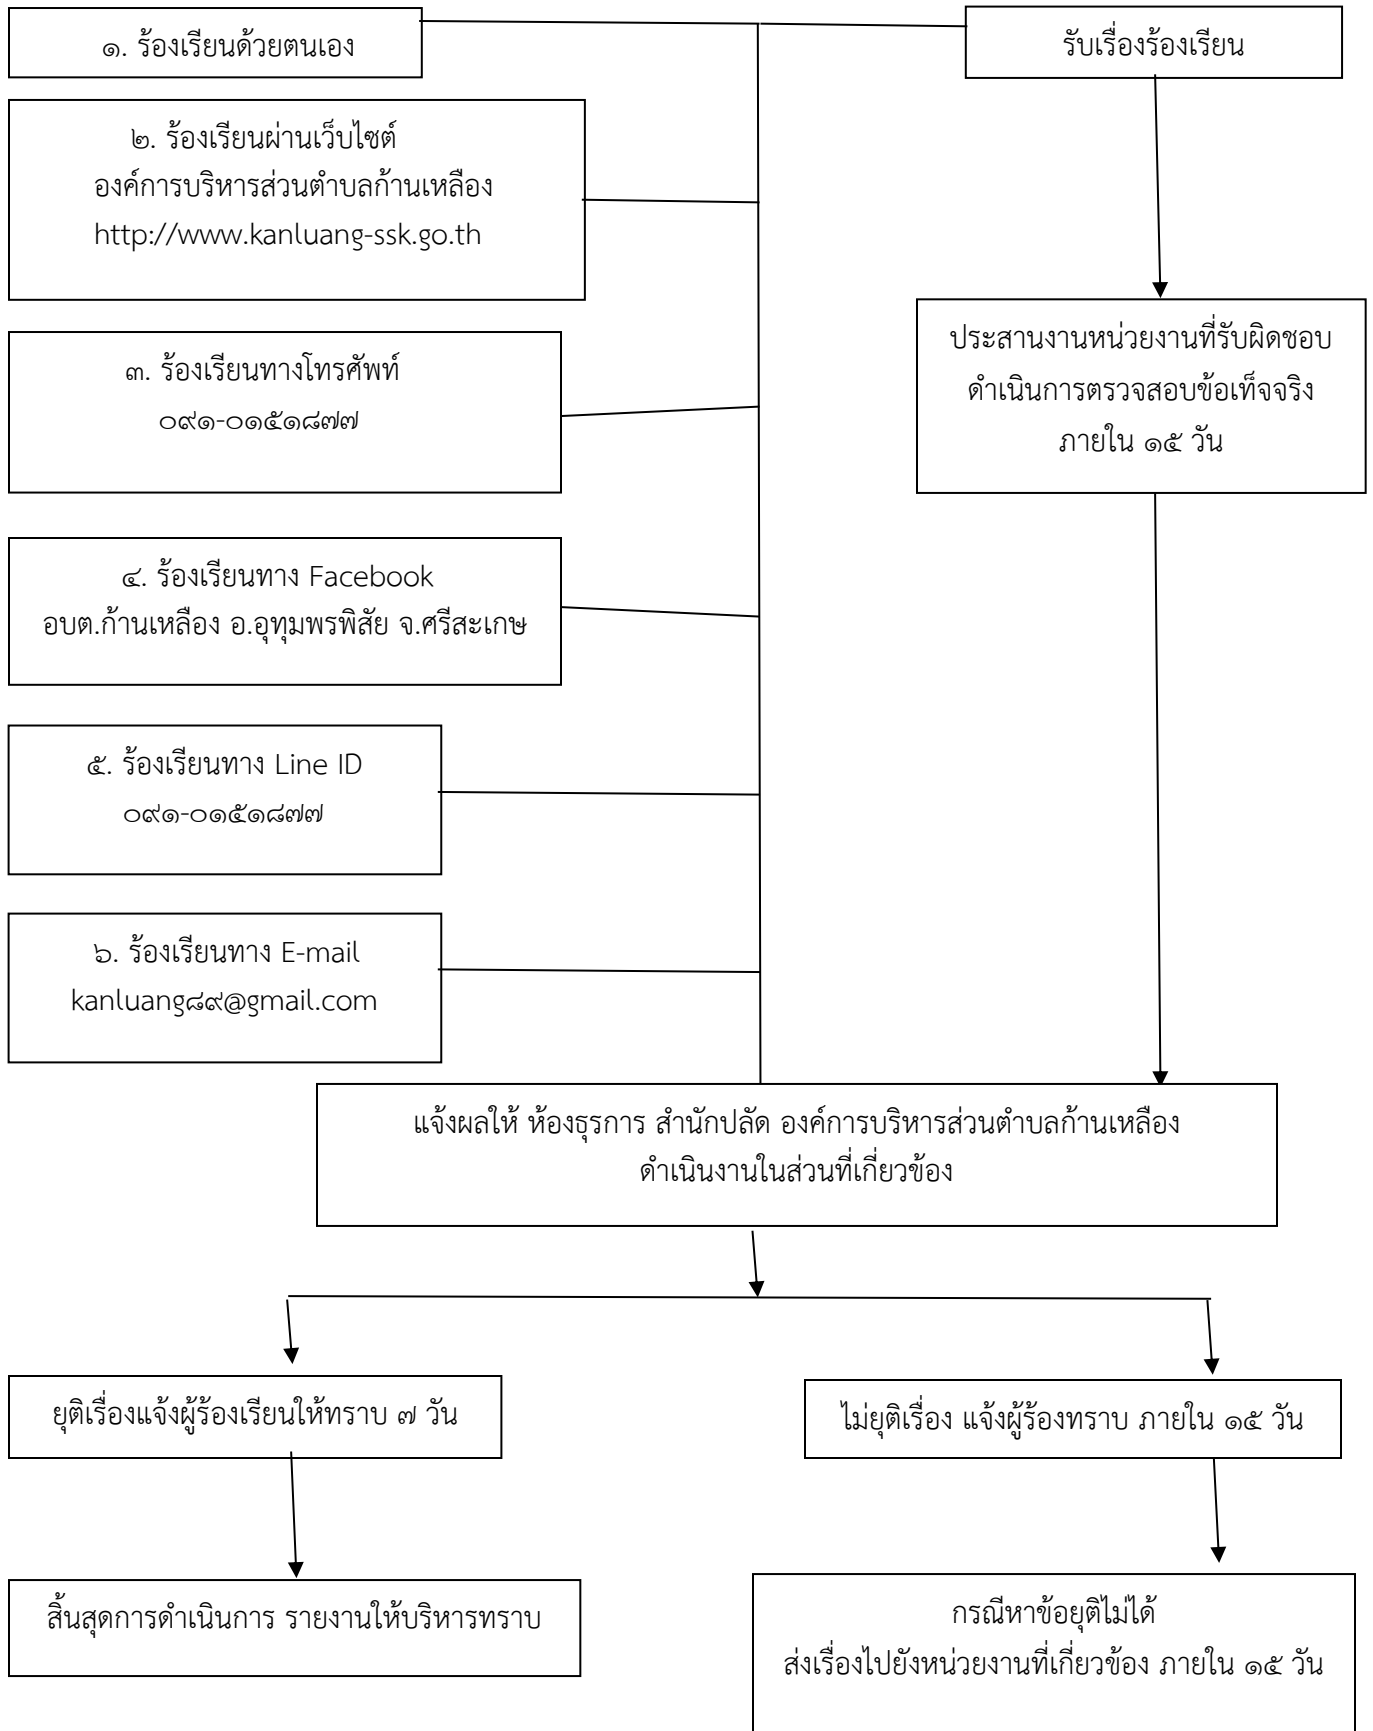 ๑. ร้องเรียนด้วยตนเอง
รับเรื่องร้องเรียน
๒. ร้องเรียนผ่านเว็บไซต์
องค์การบริหารส่วนตำบลก้านเหลือง
http://www.kanluang-ssk.go.th
ประสานงานหน่วยงานที่รับผิดชอบ
ดำเนินการตรวจสอบข้อเท็จจริง
ภายใน ๑๕ วัน
๓. ร้องเรียนทางโทรศัพท์
๐๙๑-๐๑๕๑๘๗๗
๔. ร้องเรียนทาง Facebook
อบต.ก้านเหลือง อ.อุทุมพรพิสัย จ.ศรีสะเกษ
๕. ร้องเรียนทาง Line ID
๐๙๑-๐๑๕๑๘๗๗
๖. ร้องเรียนทาง E-mail
kanluang๘๙@gmail.com
แจ้งผลให้ ห้องธุรการ สำนักปลัด องค์การบริหารส่วนตำบลก้านเหลือง
ดำเนินงานในส่วนที่เกี่ยวข้อง
ยุติเรื่องแจ้งผู้ร้องเรียนให้ทราบ ๗ วัน
ไม่ยุติเรื่อง แจ้งผู้ร้องทราบ ภายใน ๑๕ วัน
สิ้นสุดการดำเนินการ รายงานให้บริหารทราบ
กรณีหาข้อยุติไม่ได้
ส่งเรื่องไปยังหน่วยงานที่เกี่ยวข้อง ภายใน ๑๕ วัน